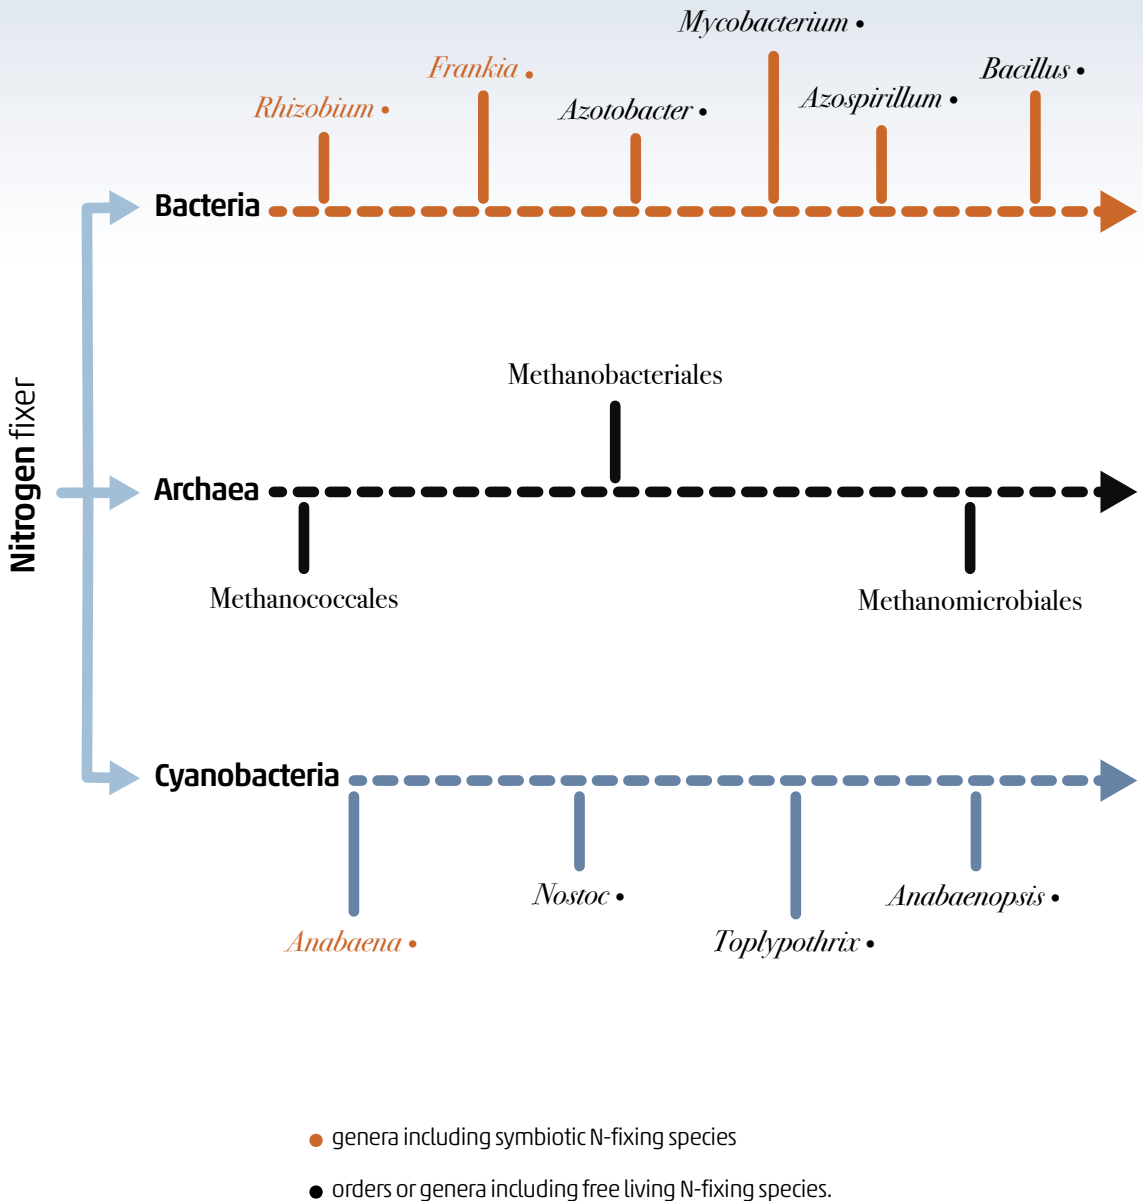 Mycobacterium •
Frankia •
Bacillus •
Rhizobium •
Azotobacter •
Azospirillum •
Bacteria
Methanobacteriales
Nitrogen fixer
Archaea
Methanococcales
Methanomicrobiales
Cyanobacteria
Nostoc •
Anabaenopsis •
Anabaena •
Toplypothrix •
• genera including symbiotic N-fixing species
• orders or genera including free living N-fixing species.